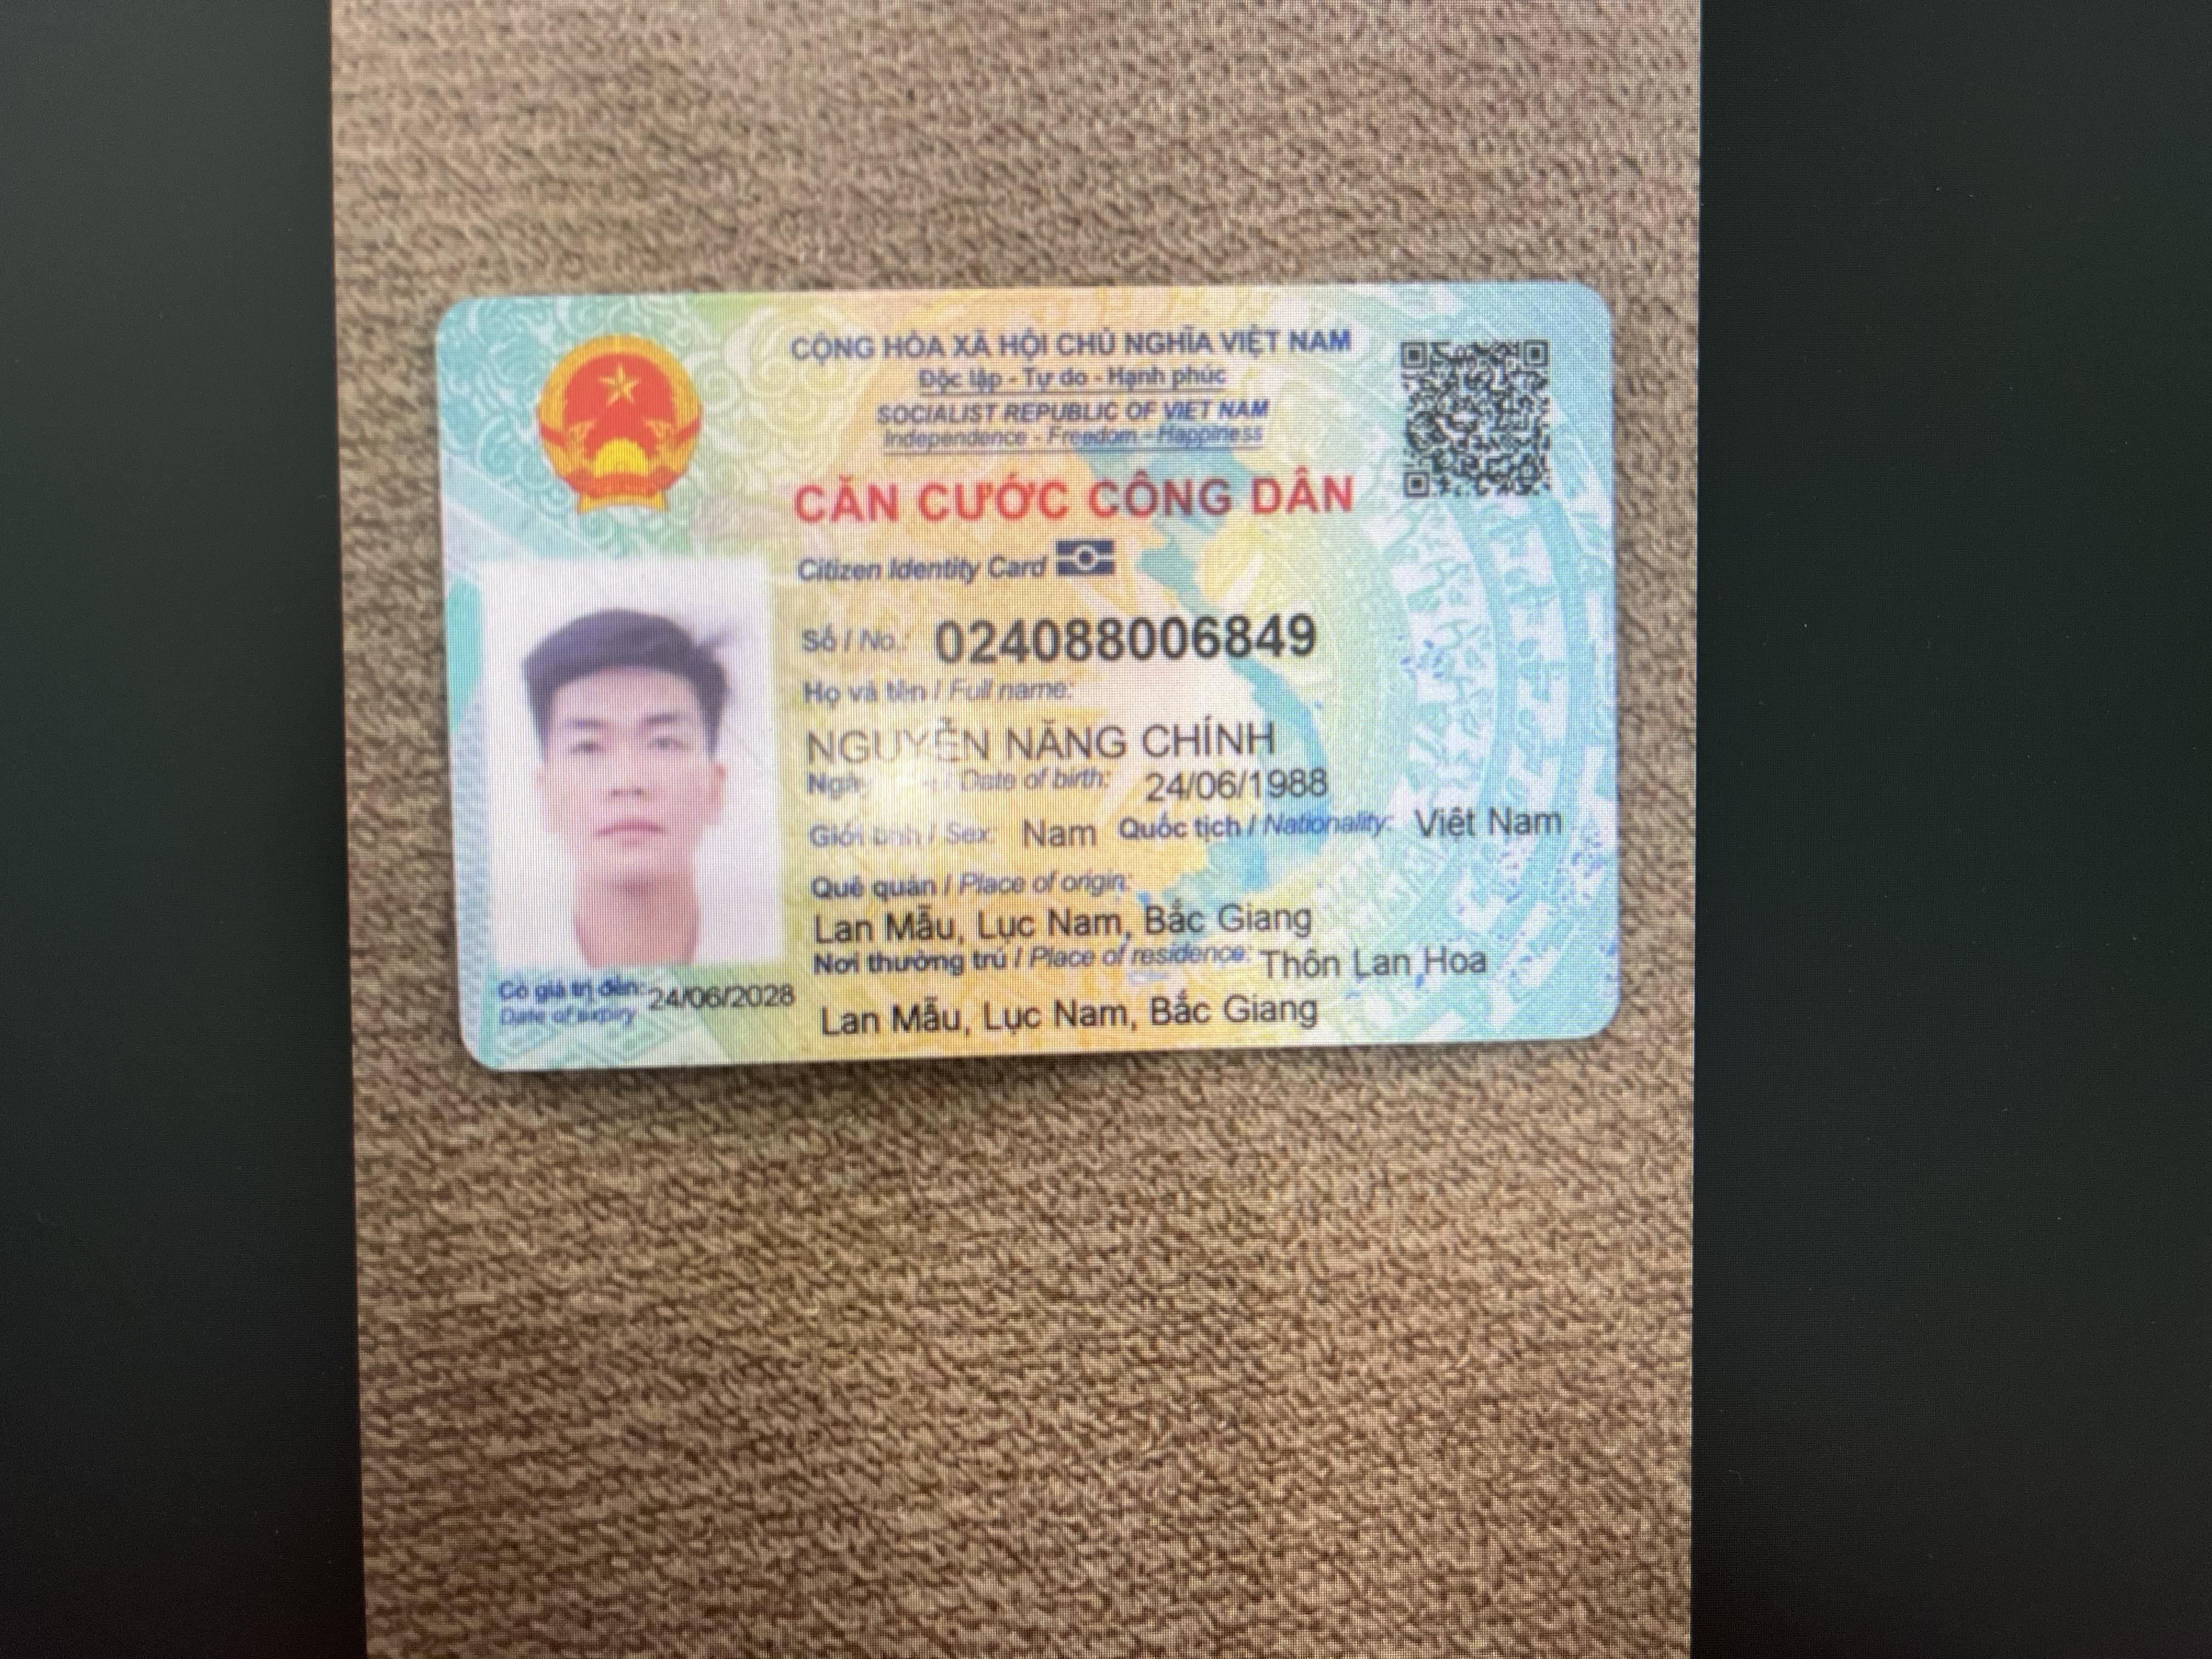 CỘNG HÒA XÃ HỘI CHỦ NGHĨA VIỆT NAM
Độc lập - Tự do - Hạnh phúc
SOCIALIST REPUBLIC OF VIET NAM
Independence - Freedom - Happiness
CĂN CƯỚC CÔNG DÂN
Citizen Identity Card
Số / No.: 024088006849
Họ và tên / Full name:
NGUYỄN NĂNG CHÍNH
/ Date of birth: 24/06/1988
Giới tính / Sex: Nam Quốc tịch / Nationality: Việt Nam
Quê quán / Place of origin:
Lan Mẫu, Lục Nam, Bắc Giang
Nơi thường trú / Place of residence: Thôn Lan Hoa
Lan Mẫu, Lục Nam, Bắc Giang
Có giá trị đến: 24/06/2028
Date of expiry